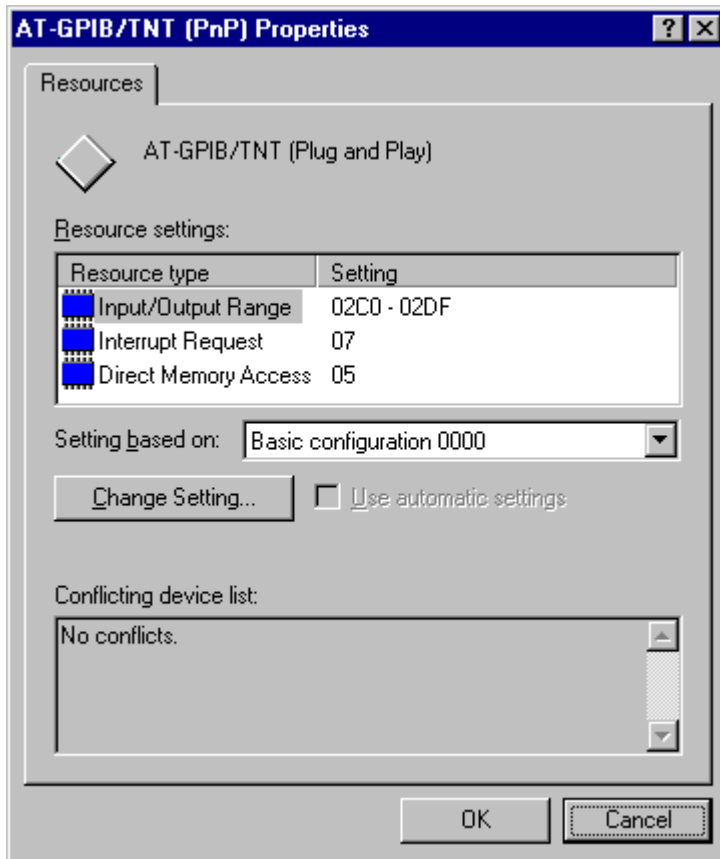 AT-GPIB/TNT (PnP) Properties
Resources
AT-GPIB/TNT (Plug and Play)
Resource settings:
Resource type Setting
Input/Output Range 02C0 - 02DF
Interrupt Request 07
Direct Memory Access 05
Setting based on: Basic configuration 0000
Change Setting... Use automatic settings
Conflicting device list:
No conflicts.
OK Cancel